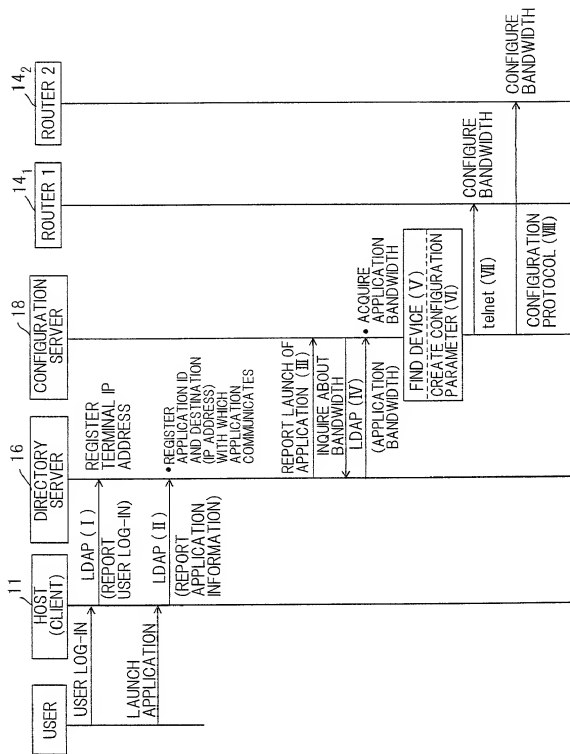 USER
11
HOST
(CLIENT)
16
DIRECTORY
SERVER
18
CONFIGURATION
SERVER
14₁
ROUTER 1
14₂
ROUTER 2
USER LOG-IN
LDAP (Ⅰ)
(REPORT
USER LOG-IN)
REGISTER
TERMINAL IP
ADDRESS
LAUNCH
APPLICATION
LDAP (Ⅱ)
(REPORT
APPLICATION
INFORMATION)
• REGISTER
APPLICATION ID
AND DESTINATION
(IP ADDRESS)
WITH WHICH
APPLICATION
COMMUNICATES
REPORT LAUNCH OF
APPLICATION (Ⅲ)
INQUIRE ABOUT
BANDWIDTH
LDAP (Ⅳ)
(APPLICATION
BANDWIDTH)
• ACQUIRE
APPLICATION
BANDWIDTH
FIND DEVICE (Ⅴ)
CREATE CONFIGURATION
PARAMETER (Ⅵ)
telnet (Ⅶ)
CONFIGURE
BANDWIDTH
CONFIGURATION
PROTOCOL (Ⅷ)
CONFIGURE
BANDWIDTH